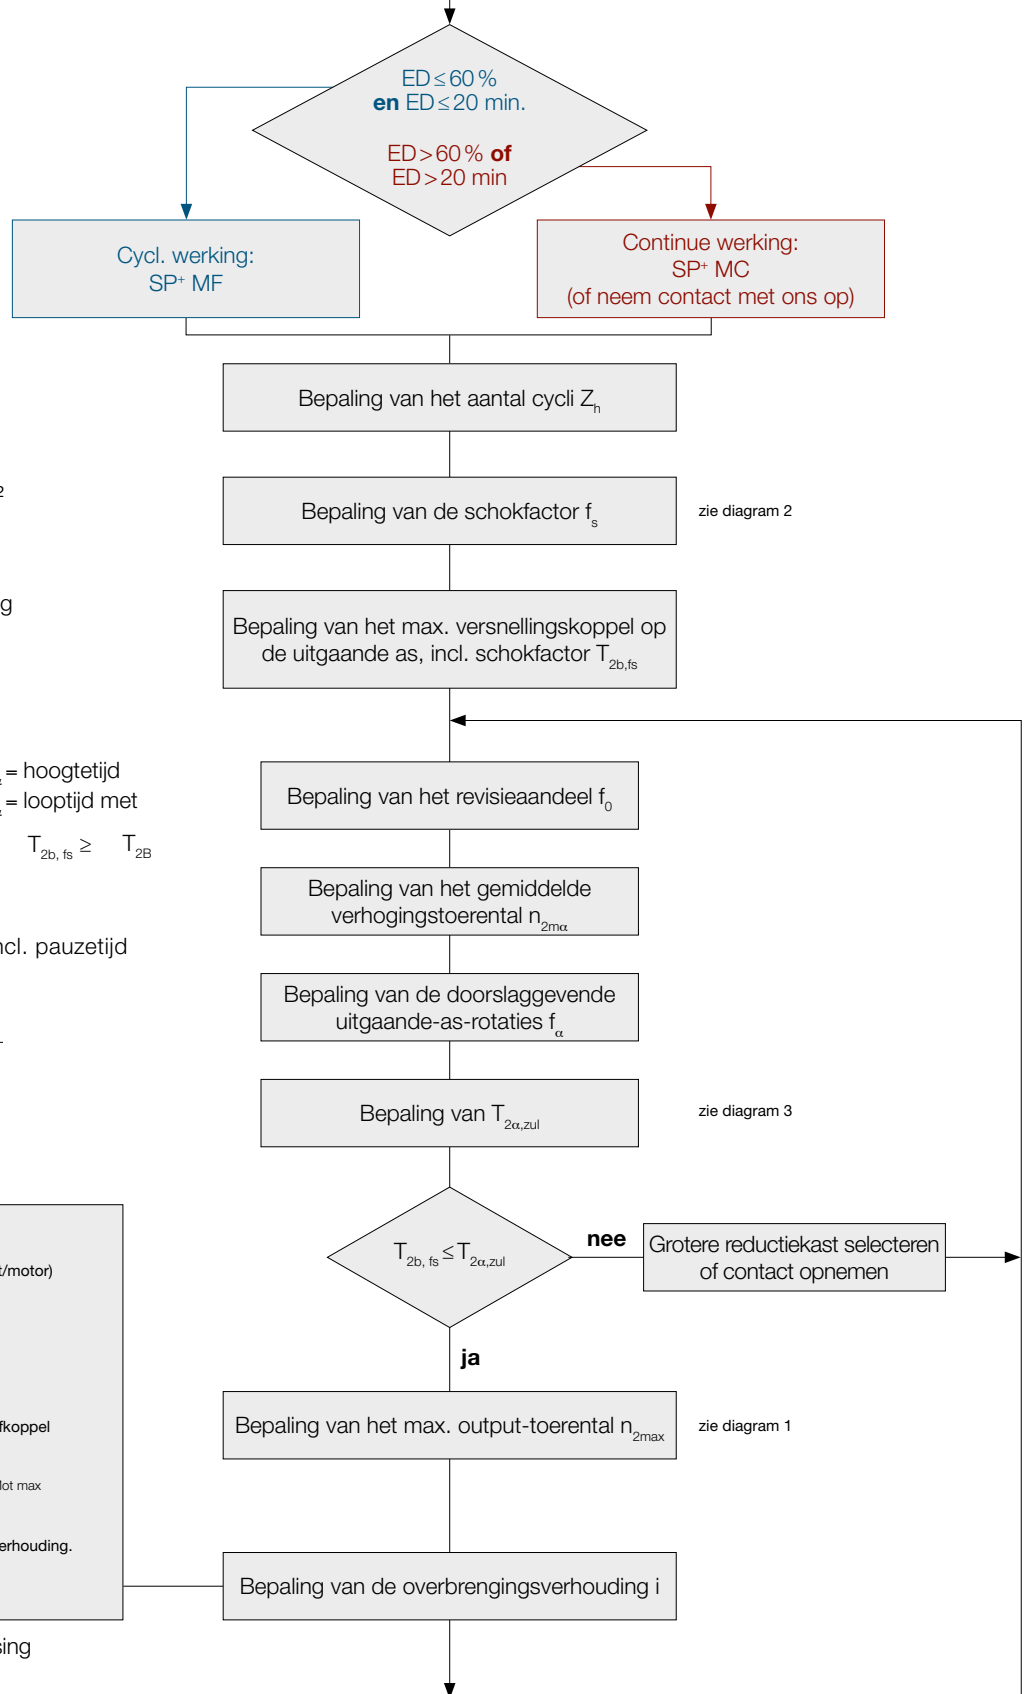 ED ≤ 60 %
en ED ≤ 20 min.
ED > 60 % of
ED > 20 min
Cycl. werking:
SP⁺ MF
Continue werking:
SP⁺ MC
(of neem contact met ons op)
Bepaling van het aantal cycli Zₕ
2
Bepaling van de schokfactor fₛ
zie diagram 2
g
Bepaling van het max. versnellingskoppel op
de uitgaande as, incl. schokfactor T2b,fs
= hoogtetijd
= looptijd met
T2b, fs ≥ T2B
Bepaling van het revisieaandeel f₀
Bepaling van het gemiddelde
verhogingstoerental n2mα
ncl. pauzetijd
Bepaling van de doorslaggevende
uitgaande-as-rotaties fα
Bepaling van T2α,zul
zie diagram 3
T2b, fs ≤ T2α,zul
nee
Grotere reductiekast selecteren
of contact opnemen
t/motor)
ja
Bepaling van het max. output-toerental n2max
zie diagram 1
fkoppel
lot max
erhouding.
Bepaling van de overbrengingsverhouding i
sing